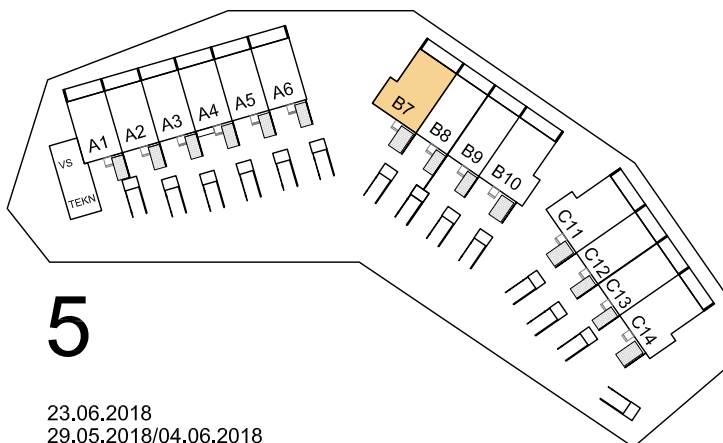 A1
A2
A3
A4
A5
A6
VS
TEKN
B7
B8
B9
B10
C11
C12
C13
C14
5
23.06.2018
29.05.2018/04.06.2018